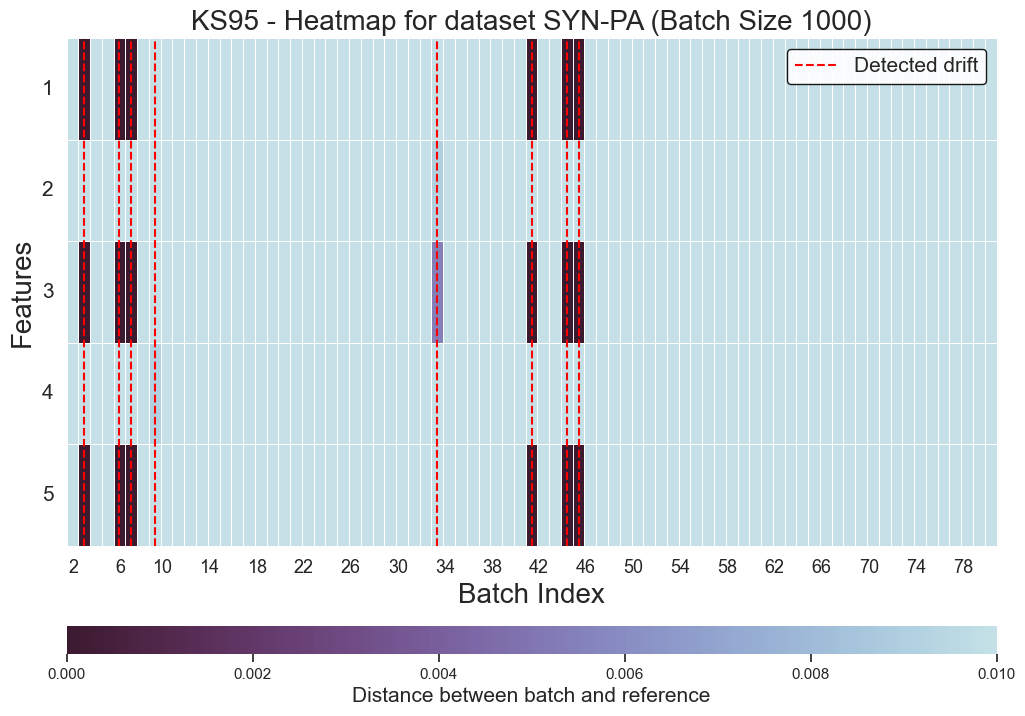 KS95 - Heatmap for dataset SYN-PA (Batch Size 1000)
Detected drift
1
2
3
4
5
Features
2 6 10 14 18 22 26 30 34 38 42 46 50 54 58 62 66 70 74 78
Batch Index
0.000 0.002 0.004 0.006 0.008 0.010
Distance between batch and reference